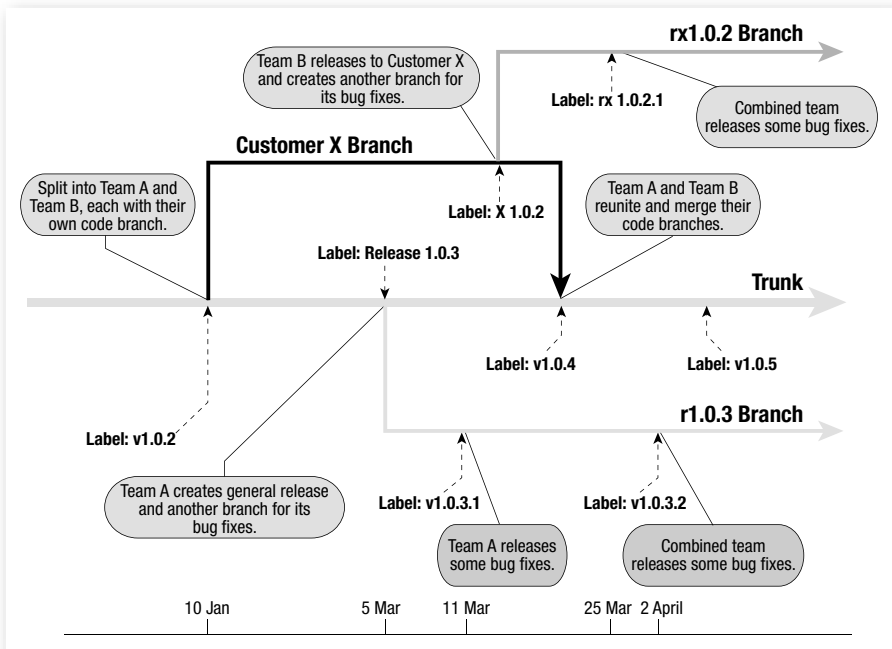 rx1.0.2 Branch
Team B releases to Customer X
and creates another branch for
its bug fixes.
Label: rx 1.0.2.1
Combined team
releases some bug fixes.
Customer X Branch
Split into Team A and
Team B, each with their
own code branch.
Label: X 1.0.2
Team A and Team B
reunite and merge their
code branches.
Label: Release 1.0.3
Trunk
Label: v1.0.4
Label: v1.0.5
r1.0.3 Branch
Label: v1.0.2
Team A creates general release
and another branch for its
bug fixes.
Label: v1.0.3.1
Label: v1.0.3.2
Team A releases
some bug fixes.
Combined team
releases some bug fixes.
10 Jan
5 Mar
11 Mar
25 Mar
2 April